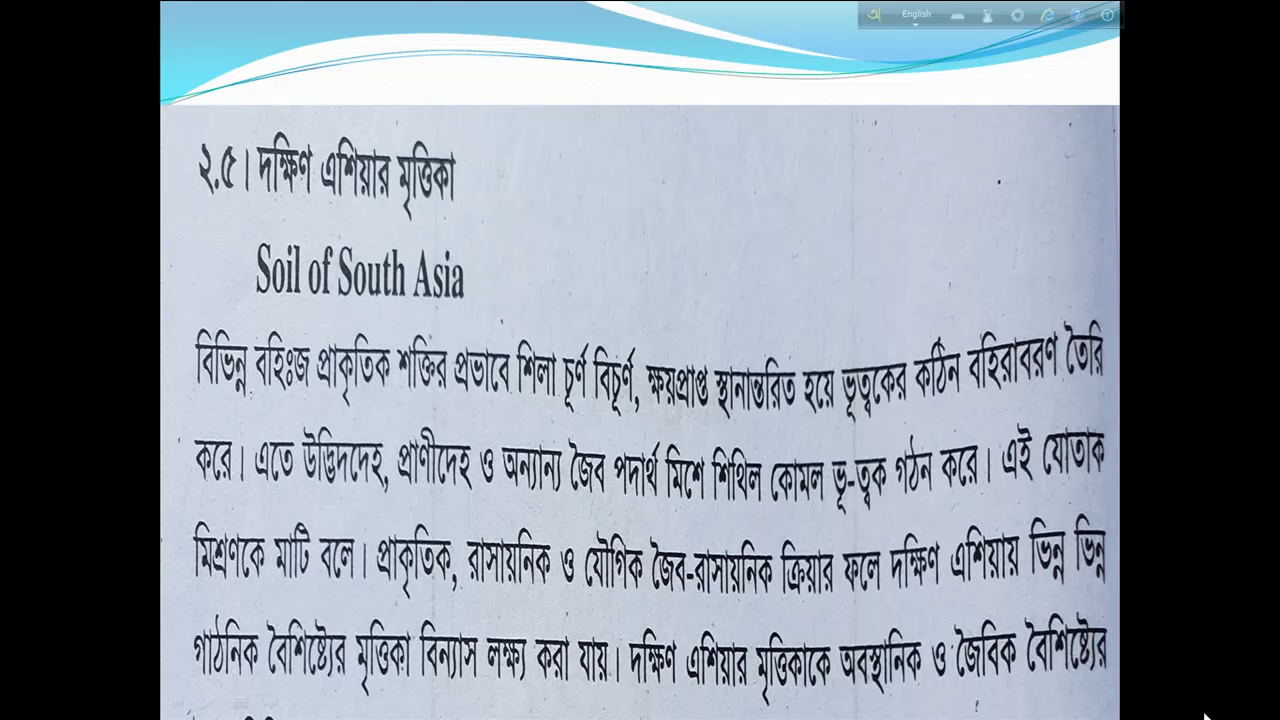 English
২.৫। দক্ষিণ এশিয়ার মৃত্তিকা
Soil of South Asia
বিভিন্ন বহিঃজ প্রাকৃতিক শক্তির প্রভাবে শিলা চূর্ণ বিচূর্ণ, ক্ষয়প্রাপ্ত স্থানান্তরিত হয়ে ভূত্বকের কঠিন বহিরাবরণ তৈরি
করে। এতে উদ্ভিদদেহ, প্রাণীদেহ ও অন্যান্য জৈব পদার্থ মিশে শিথিল কোমল ভূ-ত্বক গঠন করে। এই যোতাক
মিশ্রণকে মাটি বলে। প্রাকৃতিক, রাসায়নিক ও যৌগিক জৈব-রাসায়নিক ক্রিয়ার ফলে দক্ষিণ এশিয়ায় ভিন্ন ভিন্ন
গাঠনিক বৈশিষ্ট্যের মৃত্তিকা বিন্যাস লক্ষ্য করা যায়। দক্ষিণ এশিয়ার মৃত্তিকাকে অবস্থানিক ও জৈবিক বৈশিষ্ট্যের